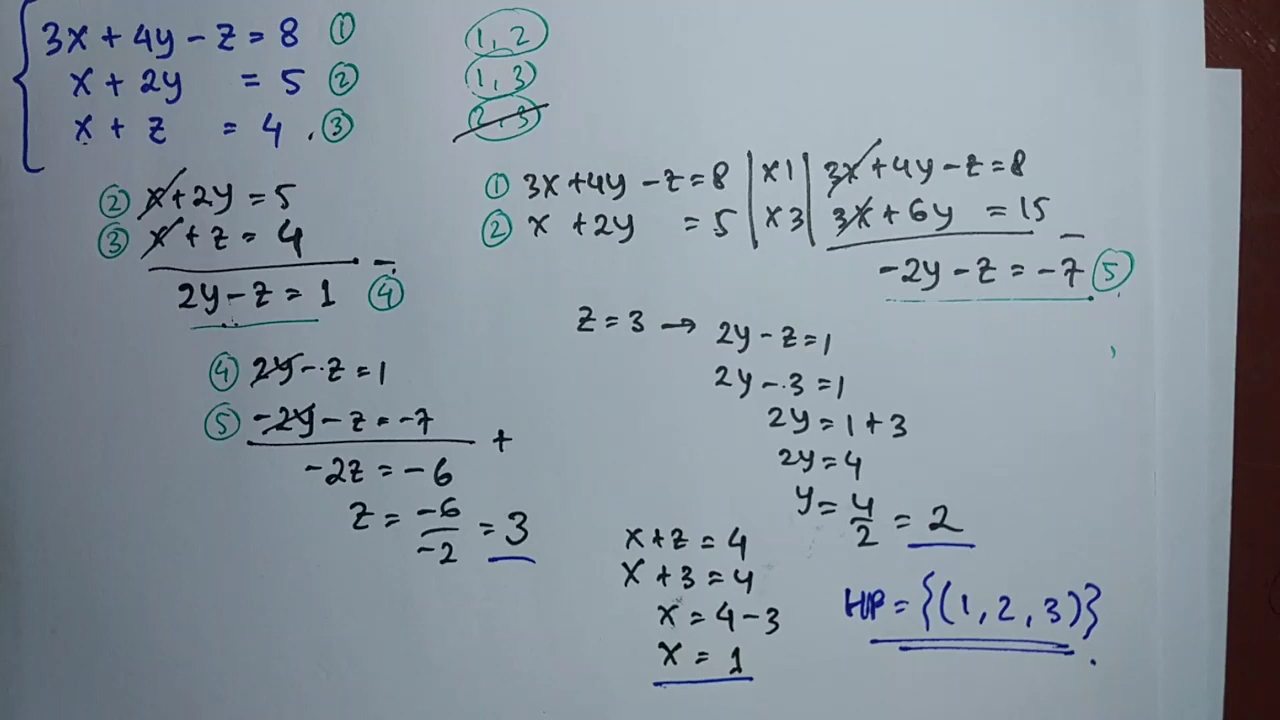 3x + 4y - z = 8 ①
x + 2y = 5 ②
x + z = 4 . ③
1, 2
1, 3
2, 3
② x + 2y = 5
③ x + z = 4
-
2y - z = 1 ④
① 3x + 4y - z = 8 | x1 | 3x + 4y - z = 8
② x + 2y = 5 | x3 | 3x + 6y = 15
-
-2y - z = -7 ⑤
④ 2y - z = 1
⑤ -2y - z = -7
+
-2z = -6
z = -6/-2 = 3
z = 3 → 2y - z = 1
2y - 3 = 1
2y = 1 + 3
2y = 4
y = 4/2 = 2
x + z = 4
x + 3 = 4
x = 4 - 3
x = 1
HP = {(1, 2, 3)}